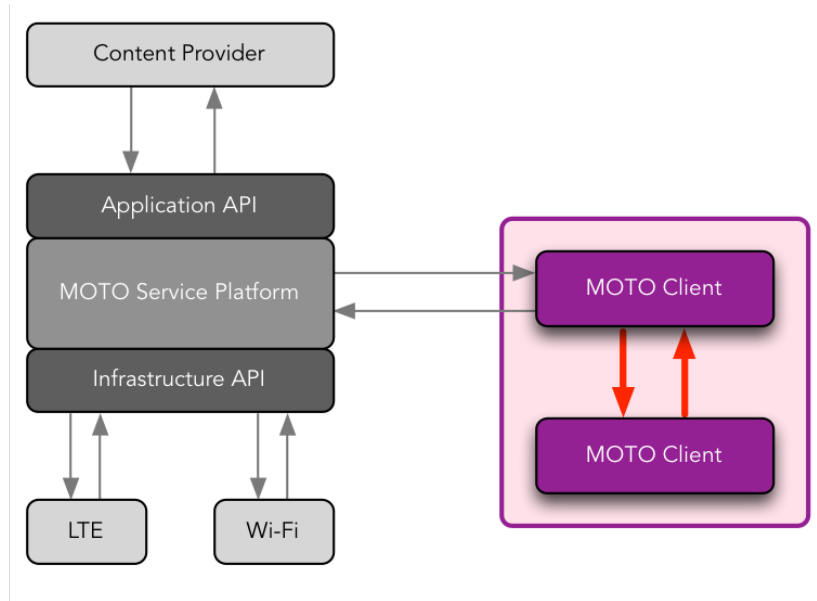 Content Provider
Application API
MOTO Service Platform
MOTO Client
Infrastructure API
MOTO Client
LTE
Wi-Fi